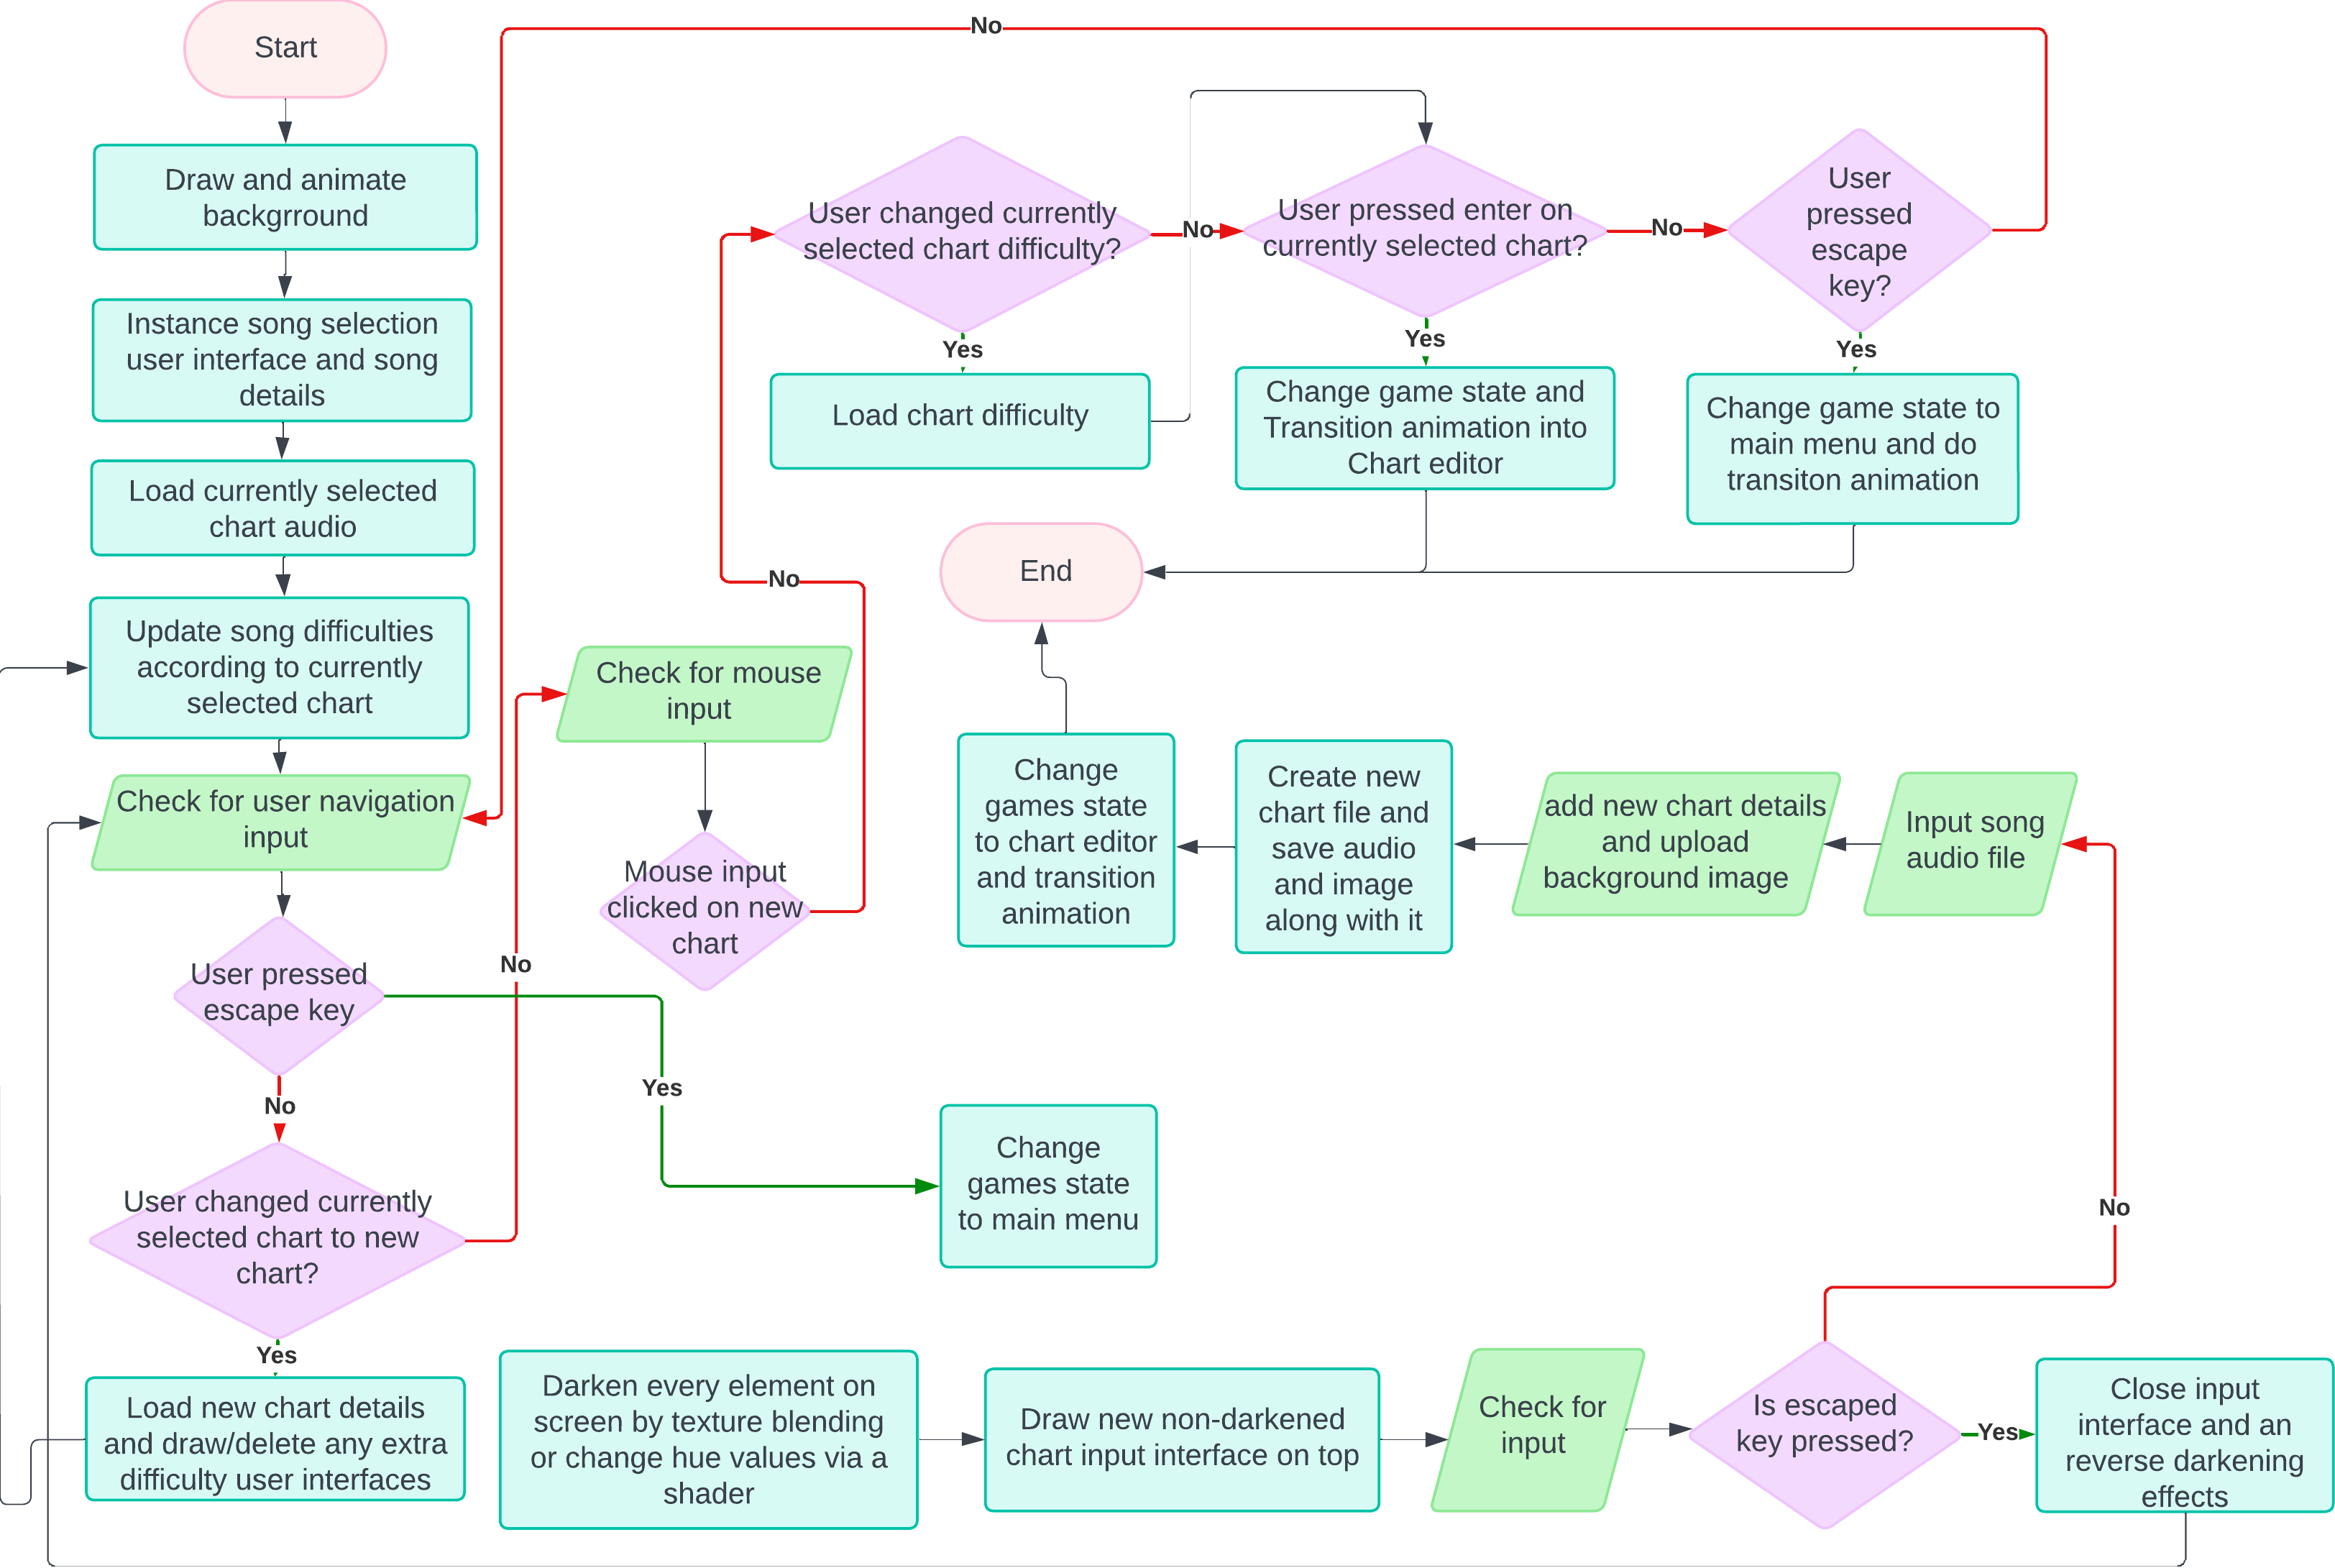 Start
Draw and animate
backgrround
Instance song selection
user interface and song
details
Load currently selected
chart audio
Update song difficulties
according to currently
selected chart
Check for user navigation
input
User pressed
escape key
No
User changed currently
selected chart to new
chart?
Yes
Load new chart details
and draw/delete any extra
difficulty user interfaces
No
Check for mouse
input
Mouse input
clicked on new
chart
No
User changed currently
selected chart difficulty?
Yes
Load chart difficulty
No
User pressed enter on
currently selected chart?
Yes
Change game state and
Transition animation into
Chart editor
No
User
pressed
escape
key?
Yes
Change game state to
main menu and do
transiton animation
No
End
Change
games state
to chart editor
and transition
animation
Create new
chart file and
save audio
and image
along with it
add new chart details
and upload
background image
Input song
audio file
Yes
Change
games state
to main menu
Darken every element on
screen by texture blending
or change hue values via a
shader
Draw new non-darkened
chart input interface on top
Check for
input
Is escaped
key pressed?
No
Yes
Close input
interface and an
reverse darkening
effects